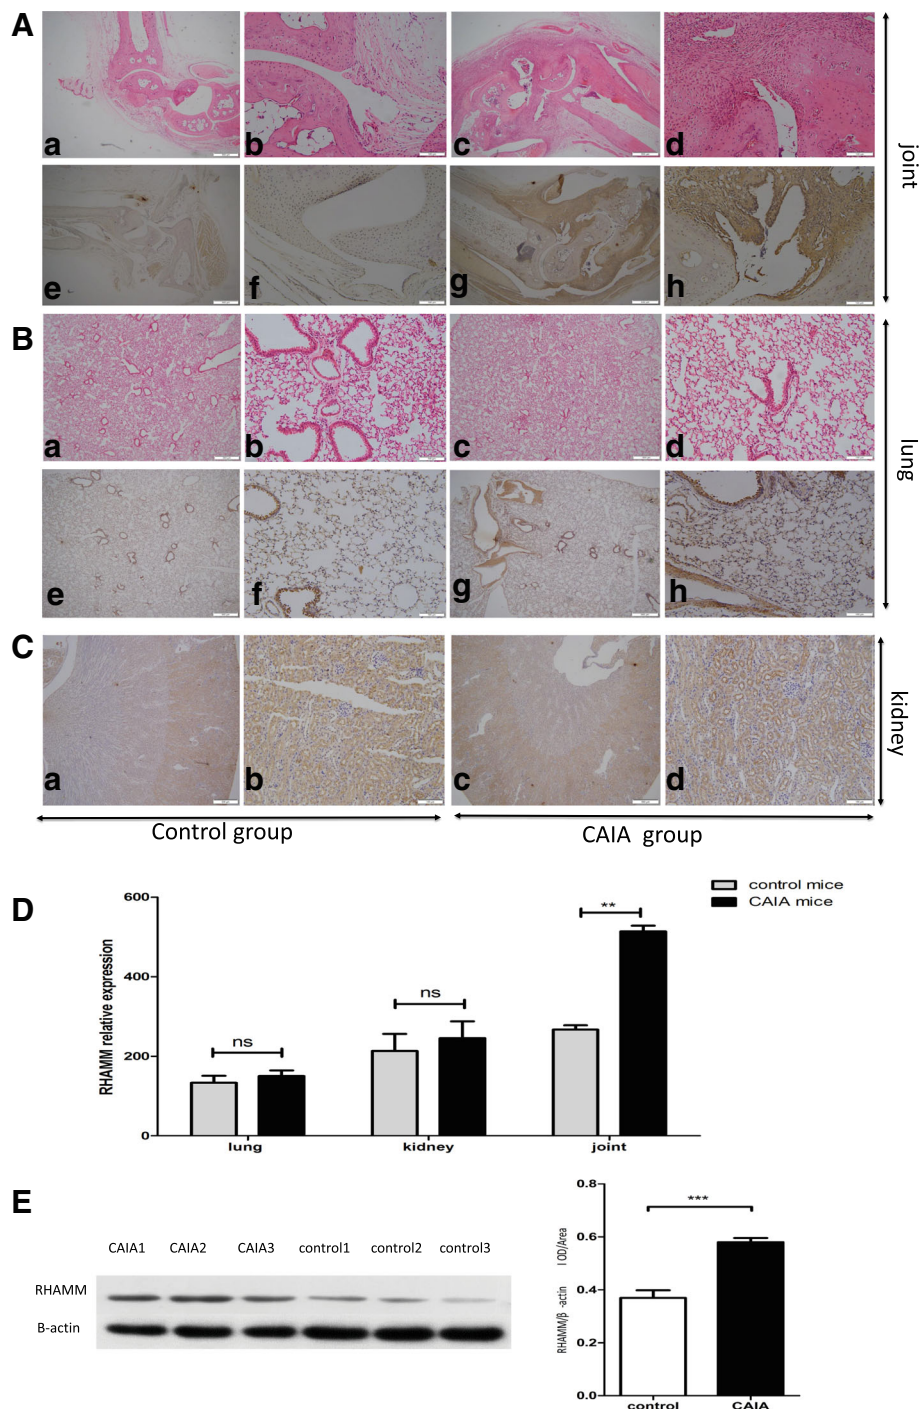 A
a
b
c
d
joint
e
f
g
h
B
a
b
c
d
lung
e
f
g
h
C
a
b
c
d
kidney
Control group
CAIA group
D
control mice
CAIA mice
RHAMM relative expression
600
400
200
0
ns
ns
**
lung
kidney
joint
E
CAIA1 CAIA2 CAIA3 control1 control2 control3
RHAMM
B-actin
RHAMM/β -actin IOD/Area
0.8
0.6
0.4
0.2
0.0
***
control
CAIA